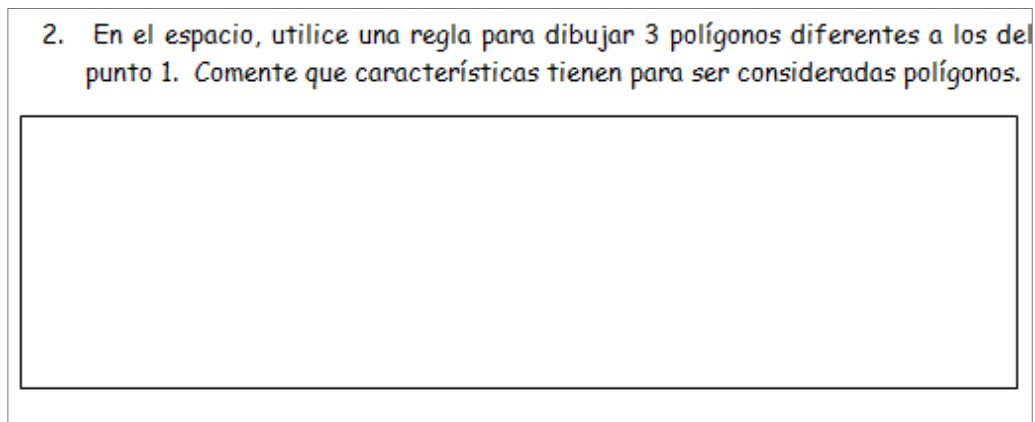 2. En el espacio, utilice una regla para dibujar 3 polígonos diferentes a los del
punto 1. Comente que características tienen para ser consideradas polígonos.